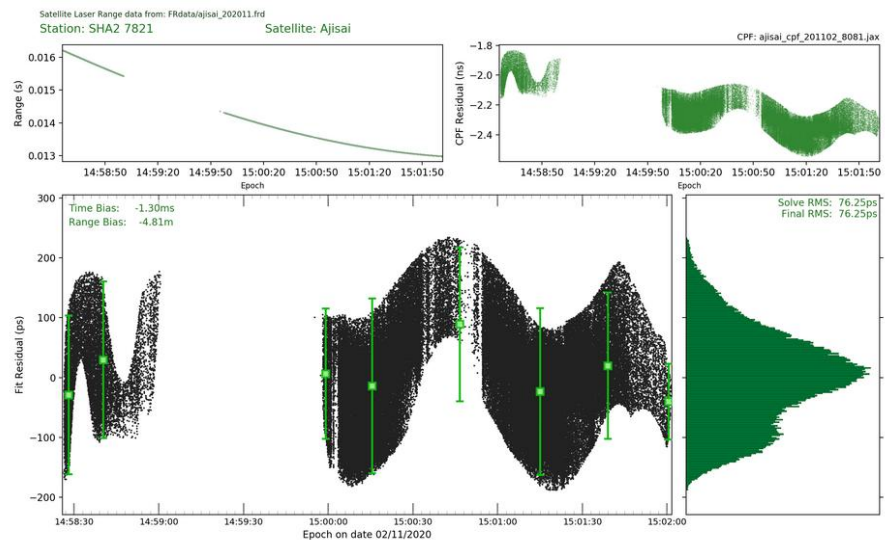 Satellite Laser Range data from: FRdata/ajisai_202011.frd
Station: SHA2 7821 Satellite: Ajisai
CPF: ajisai_cpf_201102_8081.jax
Range (s)
0.016
0.015
0.014
0.013
14:58:50 14:59:20 14:59:50 15:00:20 15:00:50 15:01:20 15:01:50
Epoch
CPF Residual (ns)
−1.8
−2.0
−2.2
−2.4
14:58:50 14:59:20 14:59:50 15:00:20 15:00:50 15:01:20 15:01:50
Epoch
Time Bias: -1.30ms
Range Bias: -4.81m
Fit Residual (ps)
300
200
100
0
−100
−200
14:58:30 14:59:00 14:59:30 15:00:00 15:00:30 15:01:00 15:01:30 15:02:00
Epoch on date 02/11/2020
Solve RMS: 76.25ps
Final RMS: 76.25ps